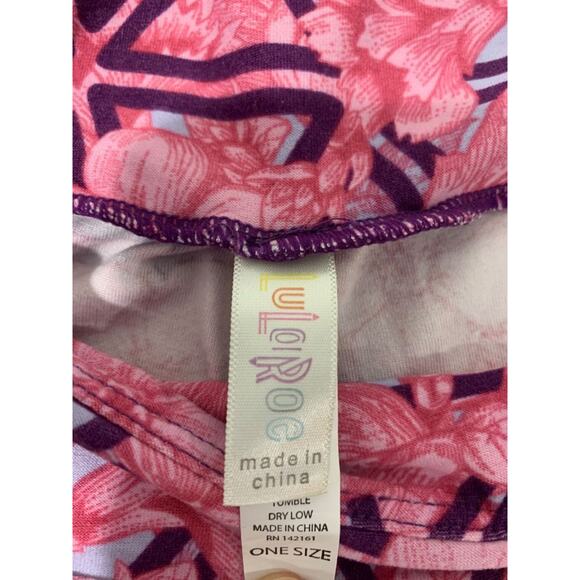 LuLaRoe
made in
china
TUMBLE
DRY LOW
MADE IN CHINA
RN 142161
ONE SIZE